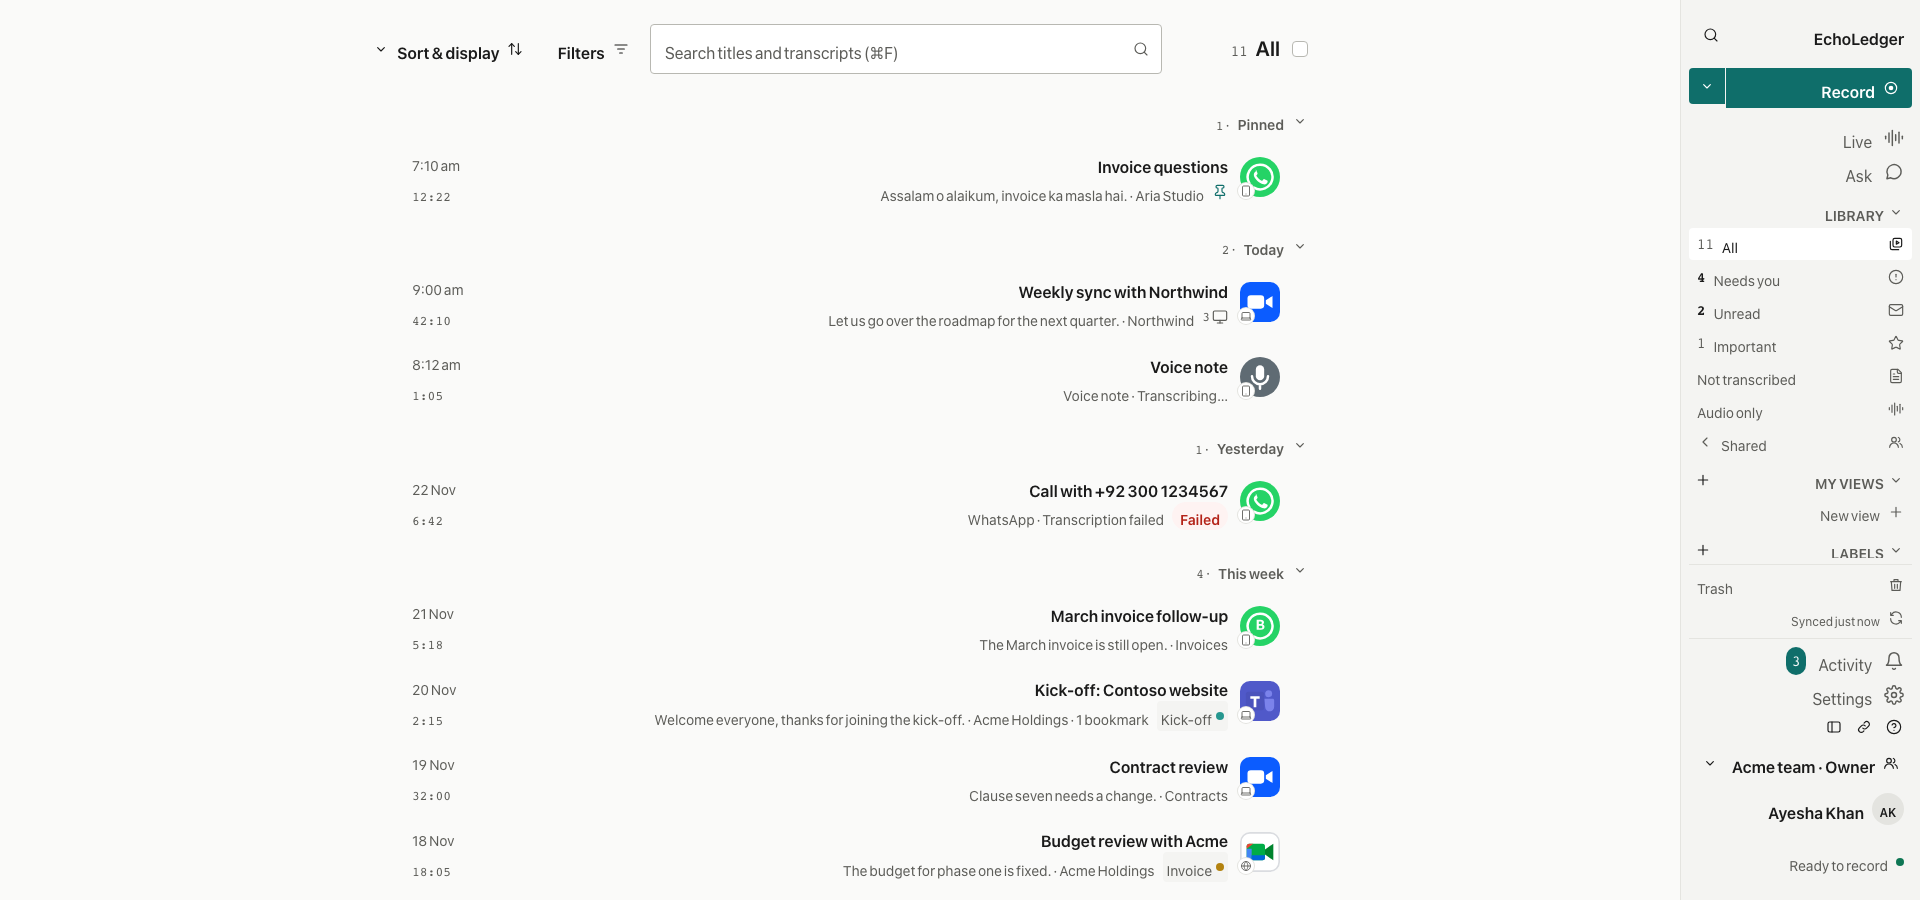 EchoLedger
Record
Live
Ask
LIBRARY
All 11
Needs you 4
Unread 2
Important 1
Not transcribed
Audio only
Shared
MY VIEWS
New view
LABELS
Trash
Synced just now
Activity 3
Settings
Acme team · Owner
AK Ayesha Khan
Ready to record
All 11
Search titles and transcripts (⌘F)
Filters
Sort & display
Pinned · 1
Invoice questions
7:10 am
Assalam o alaikum, invoice ka masla hai. · Aria Studio
12:22
Today · 2
Weekly sync with Northwind
9:00 am
3 Let us go over the roadmap for the next quarter. · Northwind
42:10
Voice note
8:12 am
Voice note · Transcribing…
1:05
Yesterday · 1
Call with +92 300 1234567
22 Nov
Failed WhatsApp · Transcription failed
6:42
This week · 4
B
March invoice follow-up
21 Nov
The March invoice is still open. · Invoices
5:18
T
Kick-off: Contoso website
20 Nov
Kick-off Welcome everyone, thanks for joining the kick-off. · Acme Holdings · 1 bookmark
2:15
Contract review
19 Nov
Clause seven needs a change. · Contracts
32:00
Budget review with Acme
18 Nov
Invoice The budget for phase one is fixed. · Acme Holdings
18:05